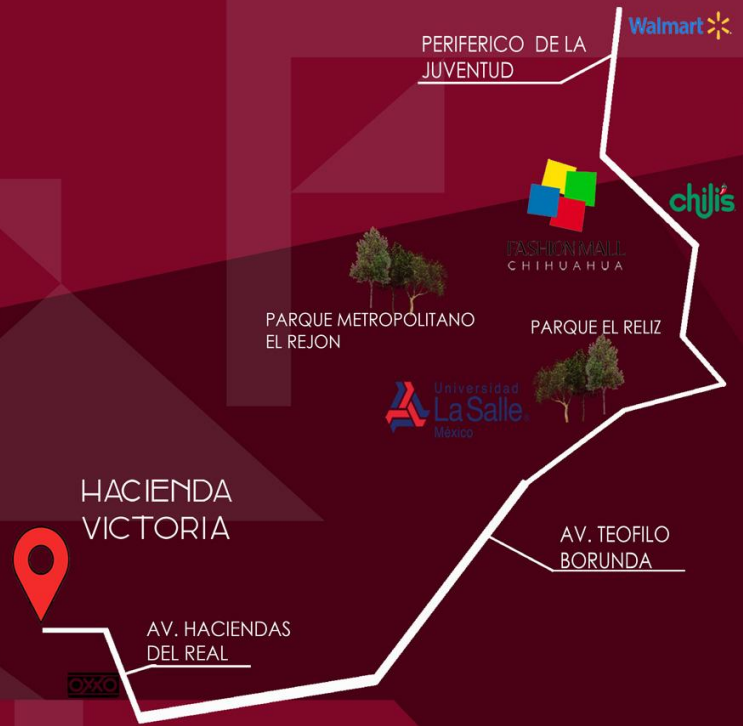 Walmart
PERIFERICO DE LA
JUVENTUD
chili's
FASHION MALL
CHIHUAHUA
PARQUE METROPOLITANO
EL REJON
PARQUE EL RELIZ
Universidad
La Salle
México
HACIENDA
VICTORIA
AV. TEOFILO
BORUNDA
AV. HACIENDAS
DEL REAL
OXXO